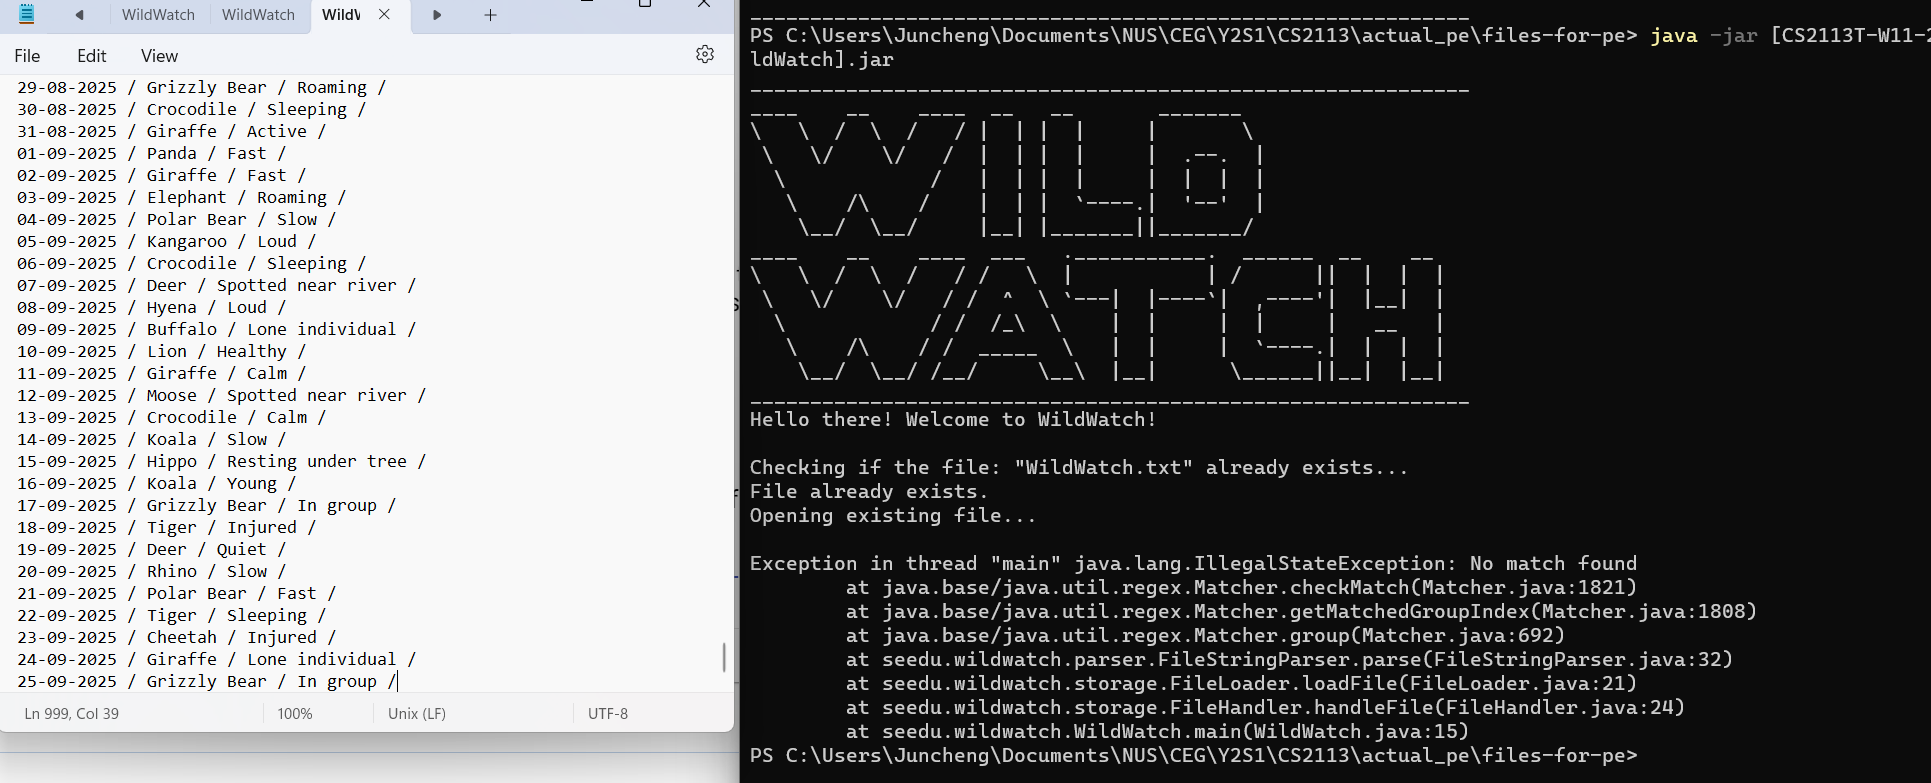 WildWatch WildWatch WildW
File Edit View
29-08-2025 / Grizzly Bear / Roaming /
30-08-2025 / Crocodile / Sleeping /
31-08-2025 / Giraffe / Active /
01-09-2025 / Panda / Fast /
02-09-2025 / Giraffe / Fast /
03-09-2025 / Elephant / Roaming /
04-09-2025 / Polar Bear / Slow /
05-09-2025 / Kangaroo / Loud /
06-09-2025 / Crocodile / Sleeping /
07-09-2025 / Deer / Spotted near river /
08-09-2025 / Hyena / Loud /
09-09-2025 / Buffalo / Lone individual /
10-09-2025 / Lion / Healthy /
11-09-2025 / Giraffe / Calm /
12-09-2025 / Moose / Spotted near river /
13-09-2025 / Crocodile / Calm /
14-09-2025 / Koala / Slow /
15-09-2025 / Hippo / Resting under tree /
16-09-2025 / Koala / Young /
17-09-2025 / Grizzly Bear / In group /
18-09-2025 / Tiger / Injured /
19-09-2025 / Deer / Quiet /
20-09-2025 / Rhino / Slow /
21-09-2025 / Polar Bear / Fast /
22-09-2025 / Tiger / Sleeping /
23-09-2025 / Cheetah / Injured /
24-09-2025 / Giraffe / Lone individual /
25-09-2025 / Grizzly Bear / In group /
Ln 999, Col 39 100% Unix (LF) UTF-8
PS C:\Users\Juncheng\Documents\NUS\CEG\Y2S1\CS2113\actual_pe\files-for-pe> java -jar [CS2113T-W11-2
ldWatch].jar
WILD
WATCH
Hello there! Welcome to WildWatch!
Checking if the file: "WildWatch.txt" already exists...
File already exists.
Opening existing file...
Exception in thread "main" java.lang.IllegalStateException: No match found
at java.base/java.util.regex.Matcher.checkMatch(Matcher.java:1821)
at java.base/java.util.regex.Matcher.getMatchedGroupIndex(Matcher.java:1808)
at java.base/java.util.regex.Matcher.group(Matcher.java:692)
at seedu.wildwatch.parser.FileStringParser.parse(FileStringParser.java:32)
at seedu.wildwatch.storage.FileLoader.loadFile(FileLoader.java:21)
at seedu.wildwatch.storage.FileHandler.handleFile(FileHandler.java:24)
at seedu.wildwatch.WildWatch.main(WildWatch.java:15)
PS C:\Users\Juncheng\Documents\NUS\CEG\Y2S1\CS2113\actual_pe\files-for-pe>